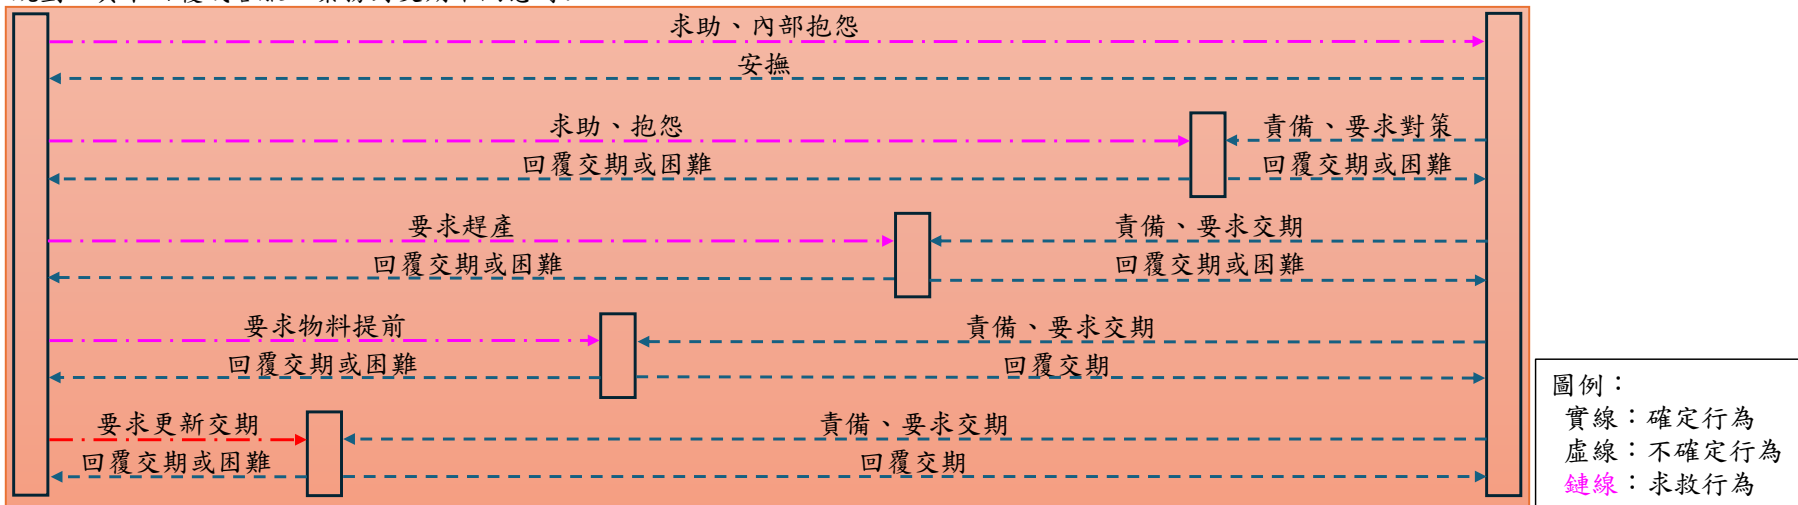 求助、內部抱怨
安撫
求助、抱怨
責備、要求對策
回覆交期或困難
回覆交期或困難
要求趕產
責備、要求交期
回覆交期或困難
回覆交期或困難
要求物料提前
責備、要求交期
回覆交期或困難
回覆交期
要求更新交期
責備、要求交期
回覆交期或困難
回覆交期
圖例：
實線：確定行為
虛線：不確定行為
鏈線：求救行為